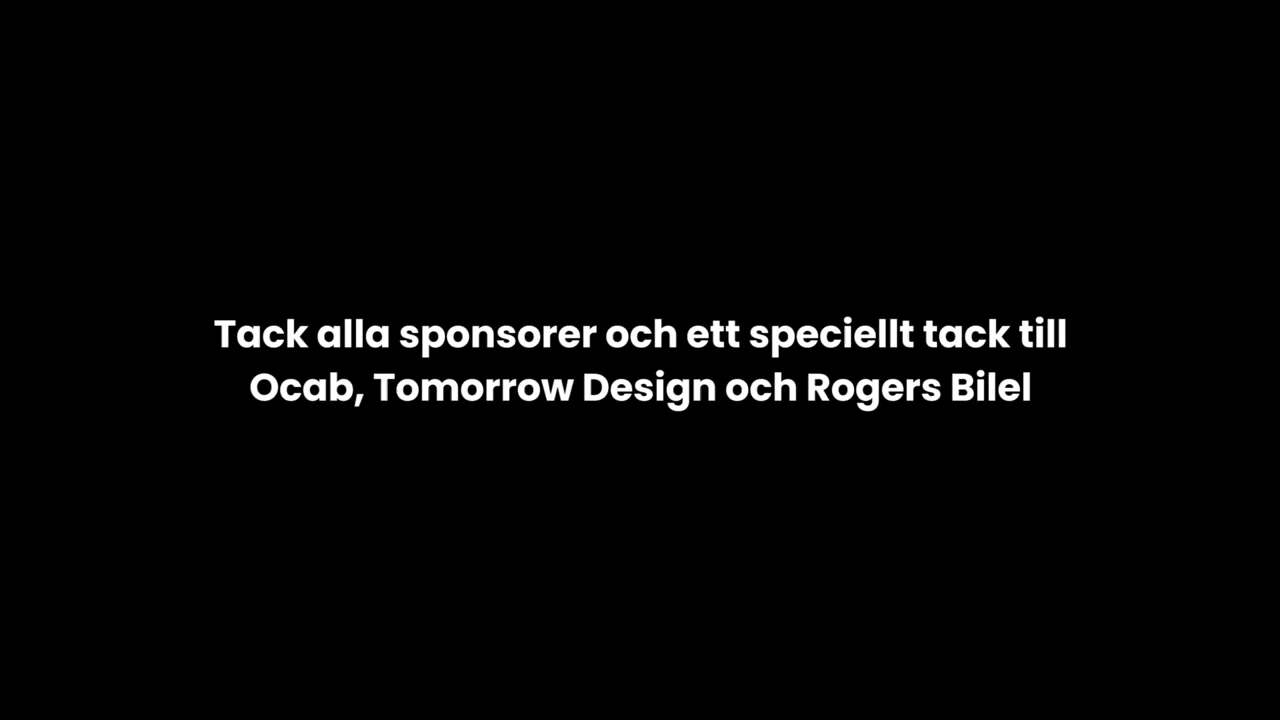 Tack alla sponsorer och ett speciellt tack till
Ocab, Tomorrow Design och Rogers Bilel